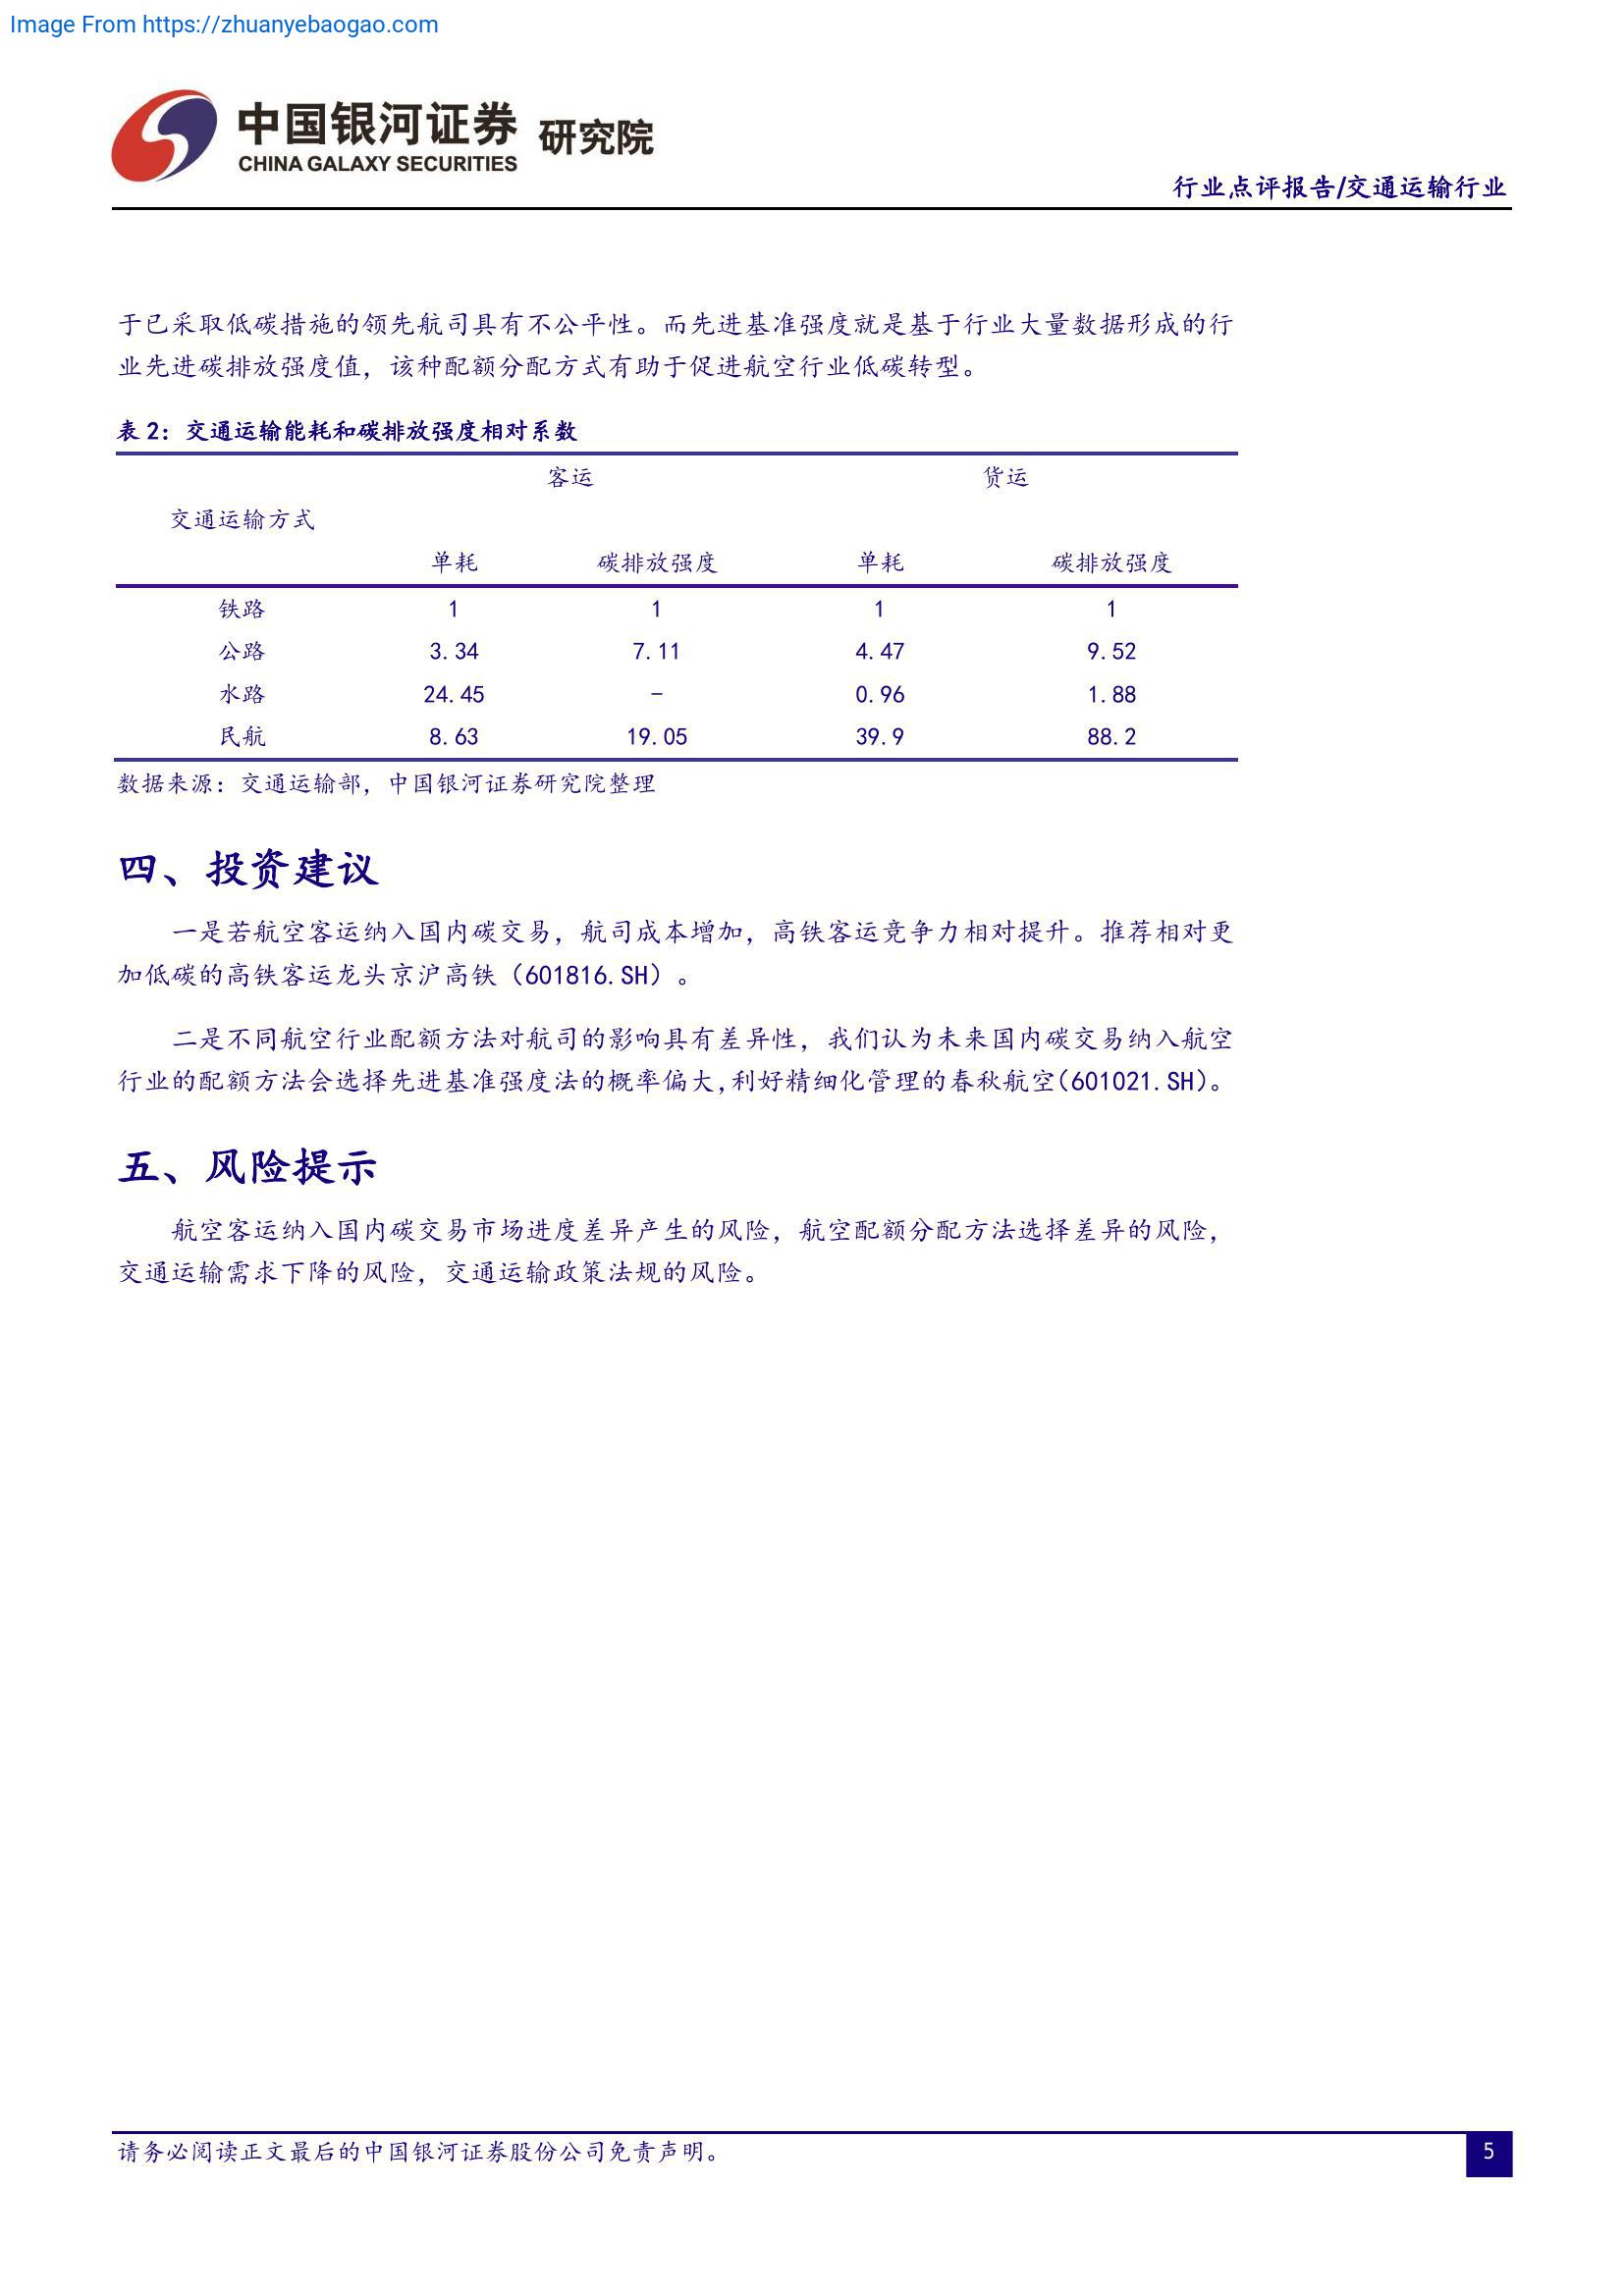 Image From https://zhuanyebaogao.com
中国银河证券 研究院
CHINA GALAXY SECURITIES
行业点评报告/交通运输行业
于已采取低碳措施的领先航司具有不公平性。而先进基准强度就是基于行业大量数据形成的行
业先进碳排放强度值，该种配额分配方式有助于促进航空行业低碳转型。
表 2：交通运输能耗和碳排放强度相对系数
客运 货运
交通运输方式
单耗 碳排放强度 单耗 碳排放强度
铁路 1 1 1 1
公路 3.34 7.11 4.47 9.52
水路 24.45 - 0.96 1.88
民航 8.63 19.05 39.9 88.2
数据来源：交通运输部，中国银河证券研究院整理
四、投资建议
一是若航空客运纳入国内碳交易，航司成本增加，高铁客运竞争力相对提升。推荐相对更
加低碳的高铁客运龙头京沪高铁（601816.SH）。
二是不同航空行业配额方法对航司的影响具有差异性，我们认为未来国内碳交易纳入航空
行业的配额方法会选择先进基准强度法的概率偏大,利好精细化管理的春秋航空(601021.SH)。
五、风险提示
航空客运纳入国内碳交易市场进度差异产生的风险，航空配额分配方法选择差异的风险，
交通运输需求下降的风险，交通运输政策法规的风险。
请务必阅读正文最后的中国银河证券股份公司免责声明。
5